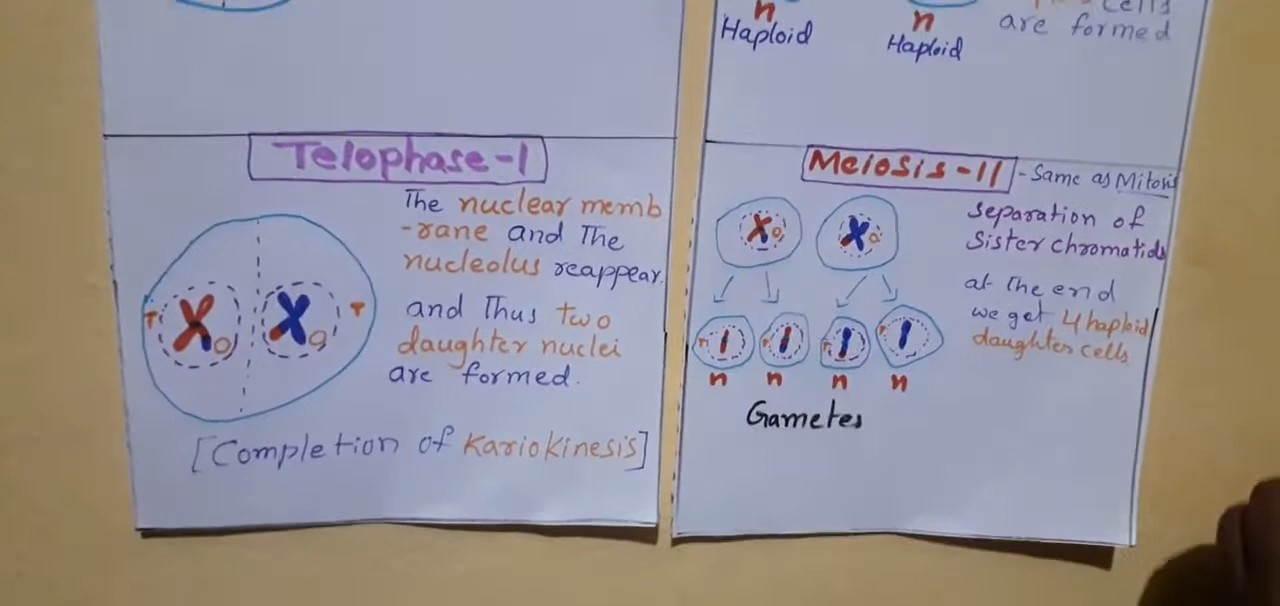 n
Haploid
n
Haploid
cells
are formed
Telophase-I
The nuclear memb
-rane and The
nucleolus reappear.
and Thus two
daughter nuclei
are formed.
[Completion of Kariokinesis]
T
T
Meiosis-II - Same as Mitosis
Separation of
Sister chromatids
at the end
we get 4 haploid
daughter cells
n n n n
Gametes